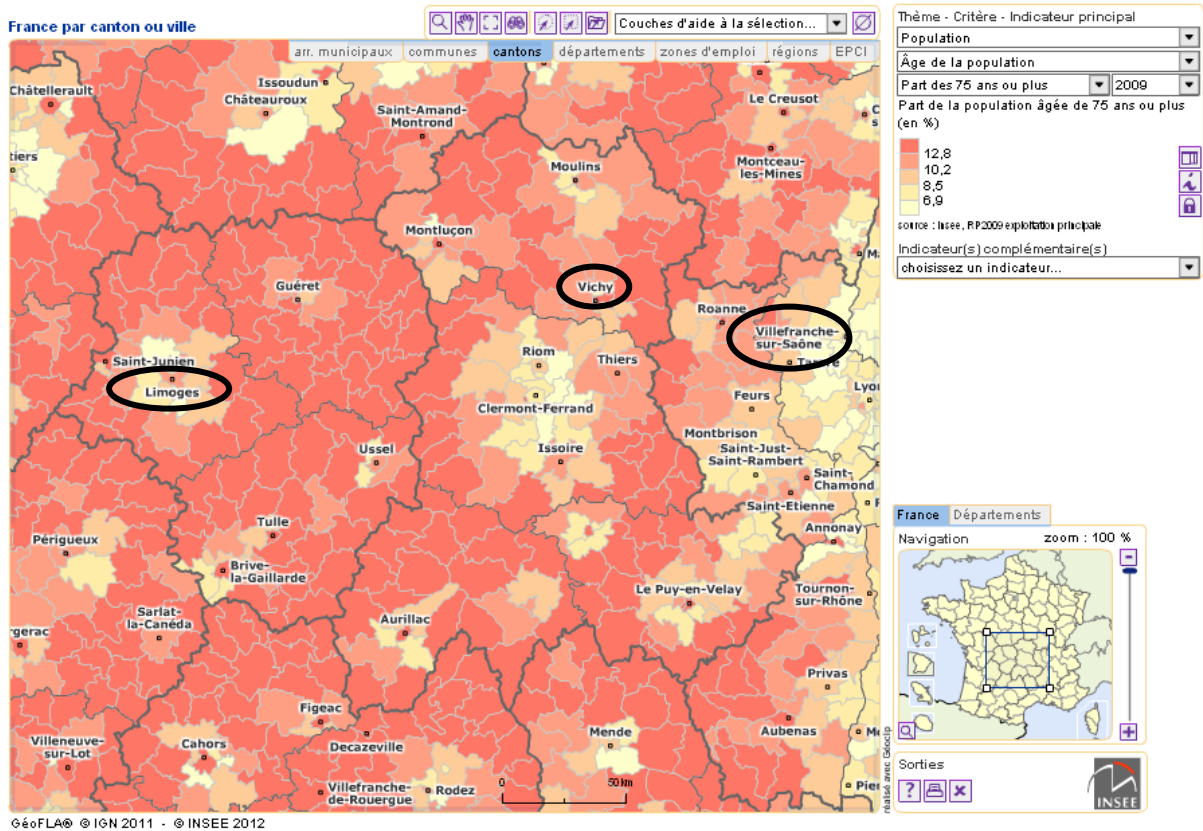 France par canton ou ville
Couches d'aide à la sélection...
arr. municipaux communes cantons départements zones d'emploi régions EPCI
Châtellerault
Issoudun
Châteauroux
Saint-Amand-
Montrond
Le Creusot
tiers
Moulins
Montceau-
les-Mines
Montluçon
Guéret
Vichy
Roanne
Villefranche-
sur-Saône
Saint-Junien
Limoges
Riom
Thiers
Tarare
Lyo
Clermont-Ferrand
Feurs
Ussel
Issoire
Montbrison
Saint-Just-
Saint-Rambert
Saint-
Chamond
Saint-Etienne
Tulle
Périgueux
Annonay
Brive-
la-Gaillarde
Le Puy-en-Velay
Tournon-
sur-Rhône
Sarlat-
la-Canéda
Aurillac
rgerac
Privas
Figeac
Villeneuve-
sur-Lot
Cahors
Decazeville
Mende
Aubenas
Villefranche-
de-Rouergue
Rodez
Pier
0 50 km
réalisé avec Géoclip
GéoFLA® © IGN 2011 - © INSEE 2012
Thème - Critère - Indicateur principal
Population
Âge de la population
Part des 75 ans ou plus 2009
Part de la population âgée de 75 ans ou plus
(en %)
12,8
10,2
8,5
6,9
source : Insee, RP2009 exploitation principale
Indicateur(s) complémentaire(s)
choisissez un indicateur...
France Départements
Navigation zoom : 100 %
Sorties
INSEE